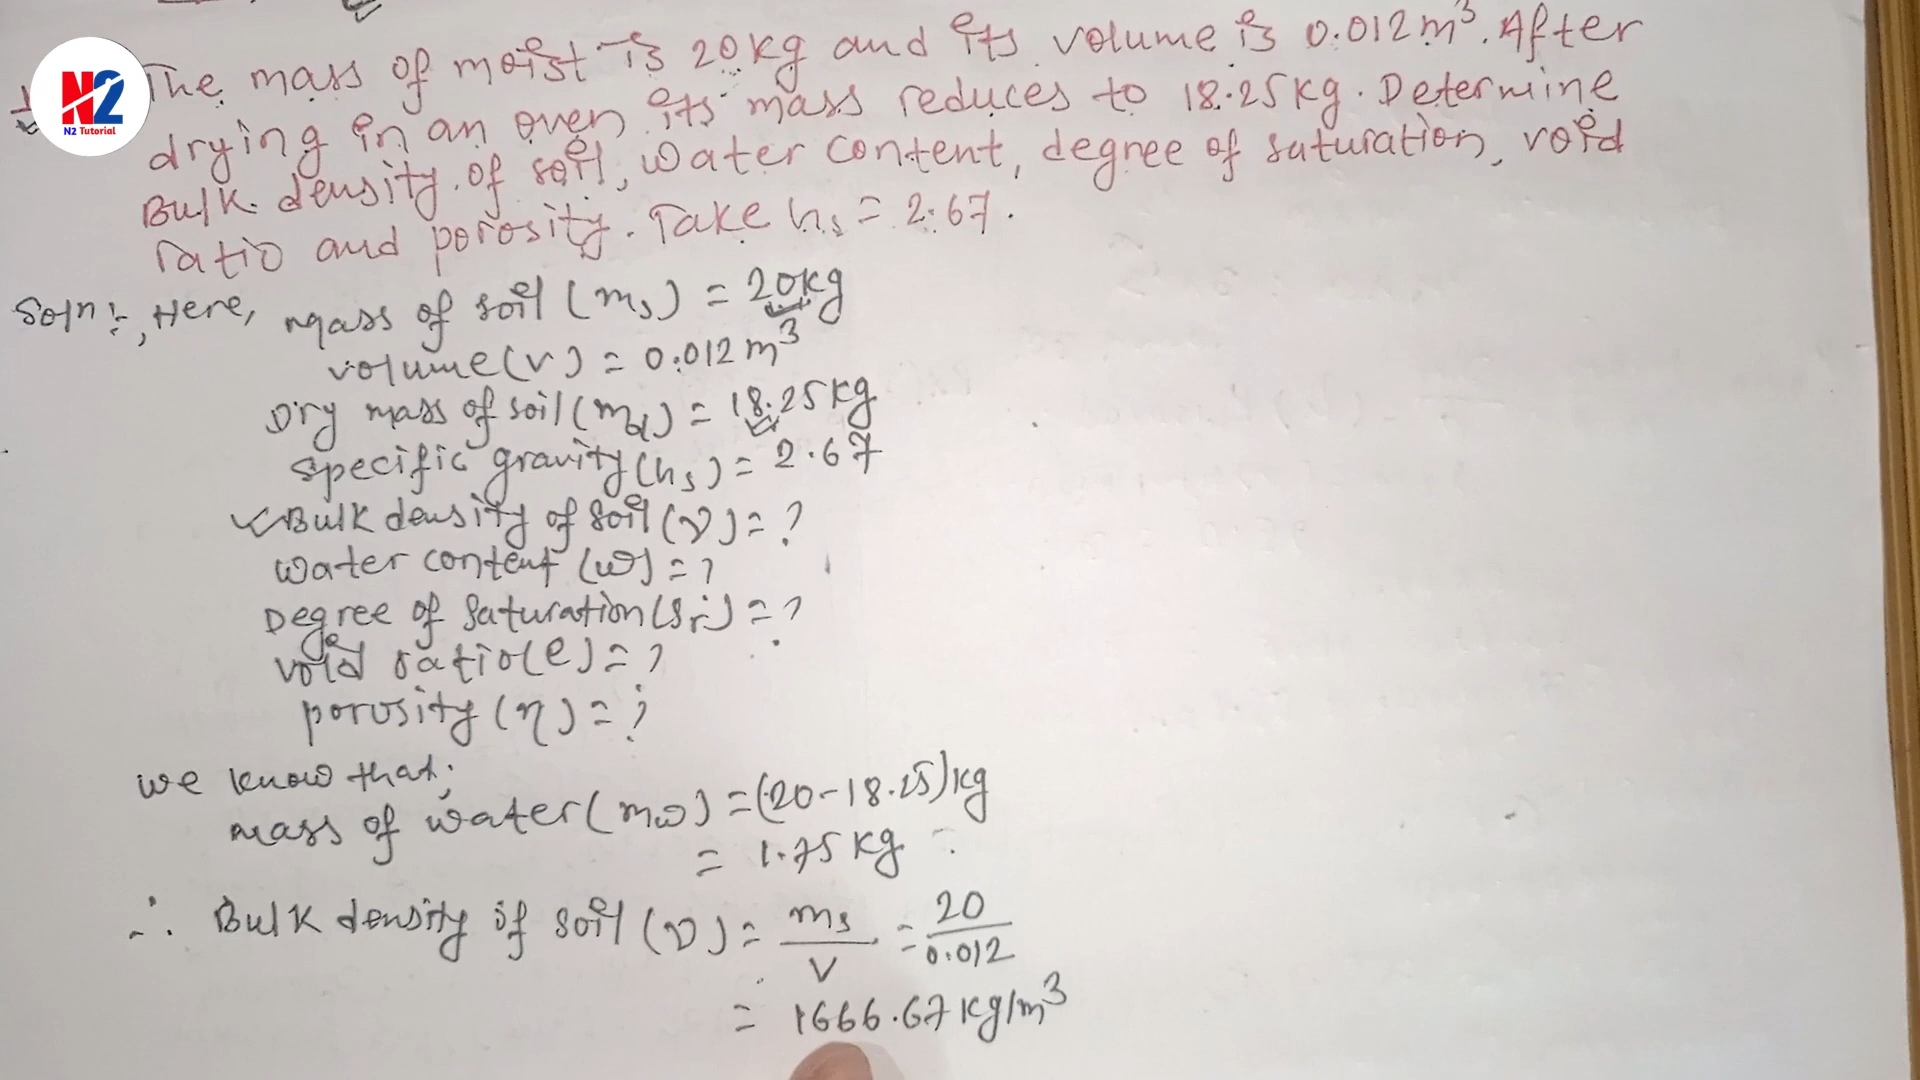 N2
N2 Tutorial
The mass of moist is 20kg and its volume is 0.012m³. After
drying in an oven its mass reduces to 18.25kg. Determine
Bulk density of soil, water content, degree of saturation, void
ratio and porosity. Take hs = 2.67.
Soln:-, Here, mass of soil (ms) = 20kg
volume (v) = 0.012m³
Dry mass of soil (md) = 18.25kg
specific gravity (hs) = 2.67
Bulk density of soil (γ) = ?
water content (w) = ?
Degree of saturation (sr) = ?
void ratio (e) = ?
porosity (η) = ?
we know that;
mass of water (mw) = (20-18.25)kg
= 1.75kg
∴ Bulk density of soil (γ) = ms/v = 20/0.012
= 1666.67 kg/m³